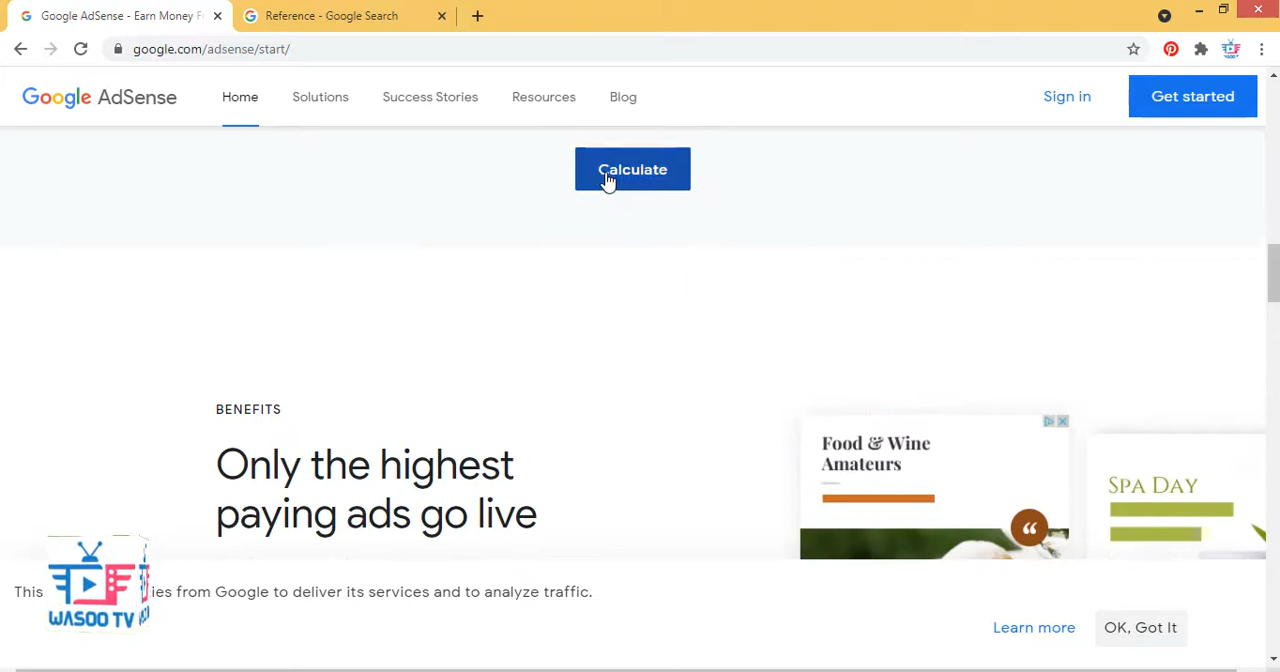 Google AdSense - Earn Money F
Reference - Google Search
google.com/adsense/start/
Google AdSense
Home
Solutions
Success Stories
Resources
Blog
Sign in
Get started
Calculate
BENEFITS
Only the highest
paying ads go live
Food & Wine
Amateurs
SPA DAY
This
ies from Google to deliver its services and to analyze traffic.
WASOO TV
Learn more
OK, Got It